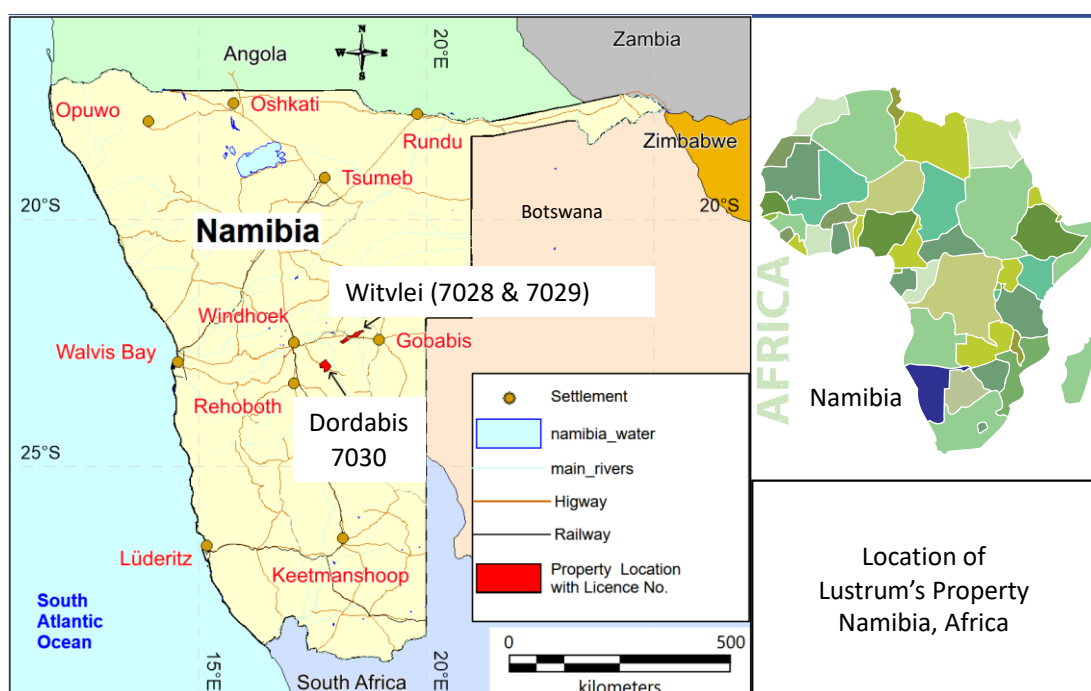 Zambia
Angola
N
W
E
S
20°E
Opuwo
Oshkati
Rundu
Zimbabwe
Tsumeb
20°S
Botswana
Namibia
Witvlei (7028 & 7029)
Windhoek
Gobabis
Walvis Bay
Rehoboth
Dordabis
7030
25°S
Lüderitz
Keetmanshoop
South
Atlantic
Ocean
15°E
20°E
South Africa
Settlement
namibia_water
main_rivers
Higway
Railway
Property Location
with Licence No.
0
500
kilometers
AFRICA
Namibia
Location of
Lustrum’s Property
Namibia, Africa